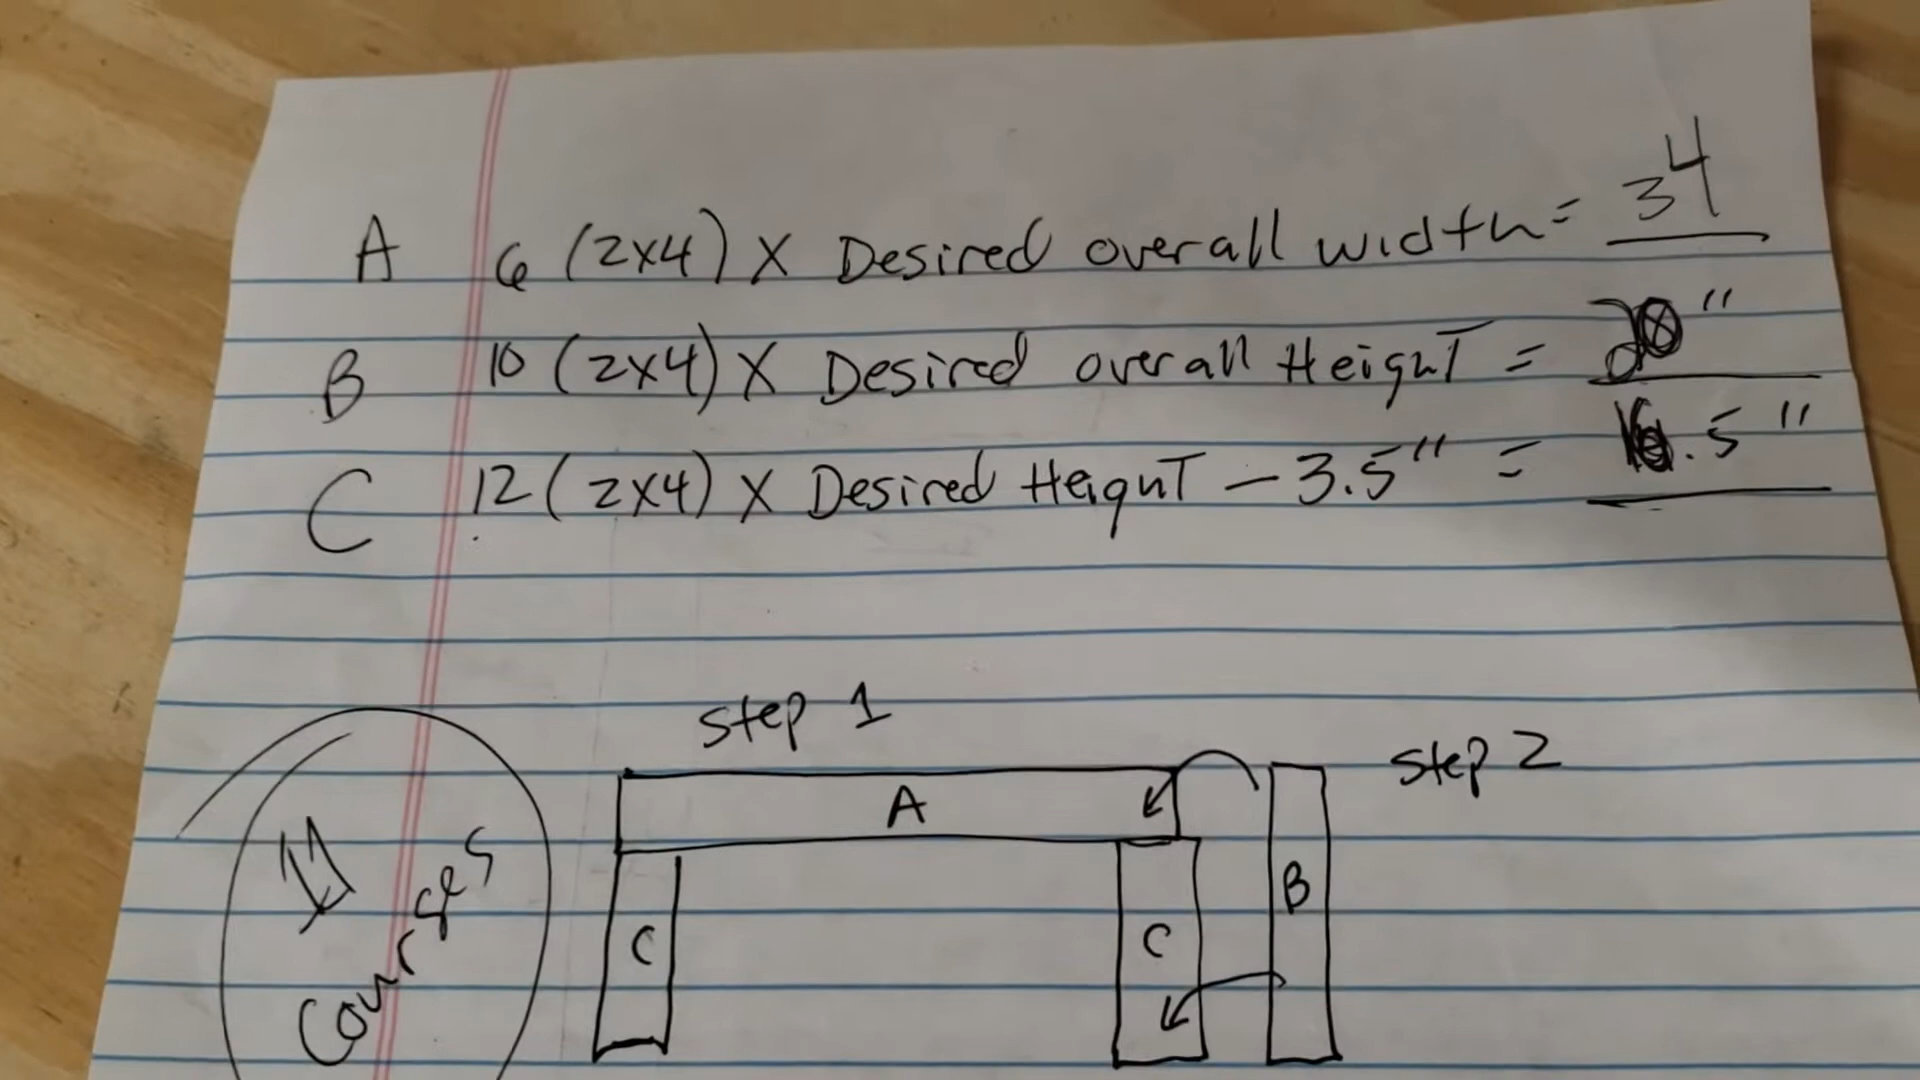 A 6 (2x4) X Desired overall width = 34
B 10 (2x4) X Desired overall Height = 20"
C 12 (2x4) X Desired Height - 3.5" = 16.5"
step 1
step 2
A
B
C
C
Courses